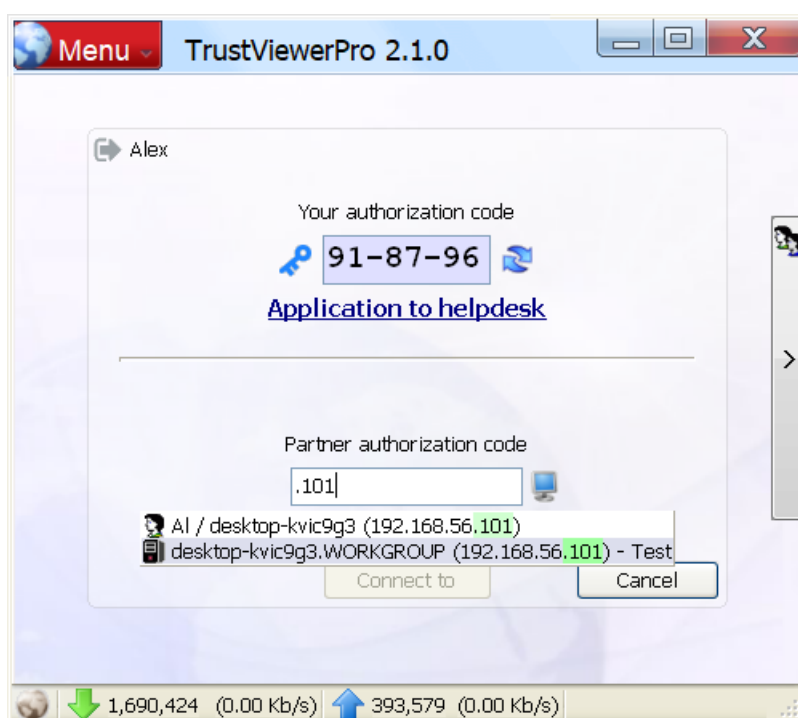 Menu TrustViewerPro 2.1.0 X
Alex
Your authorization code
91-87-96
Application to helpdesk
Partner authorization code
.101
Al / desktop-kvic9g3 (192.168.56.101)
desktop-kvic9g3.WORKGROUP (192.168.56.101) - Test
Connect to Cancel
1,690,424 (0.00 Kb/s) 393,579 (0.00 Kb/s)